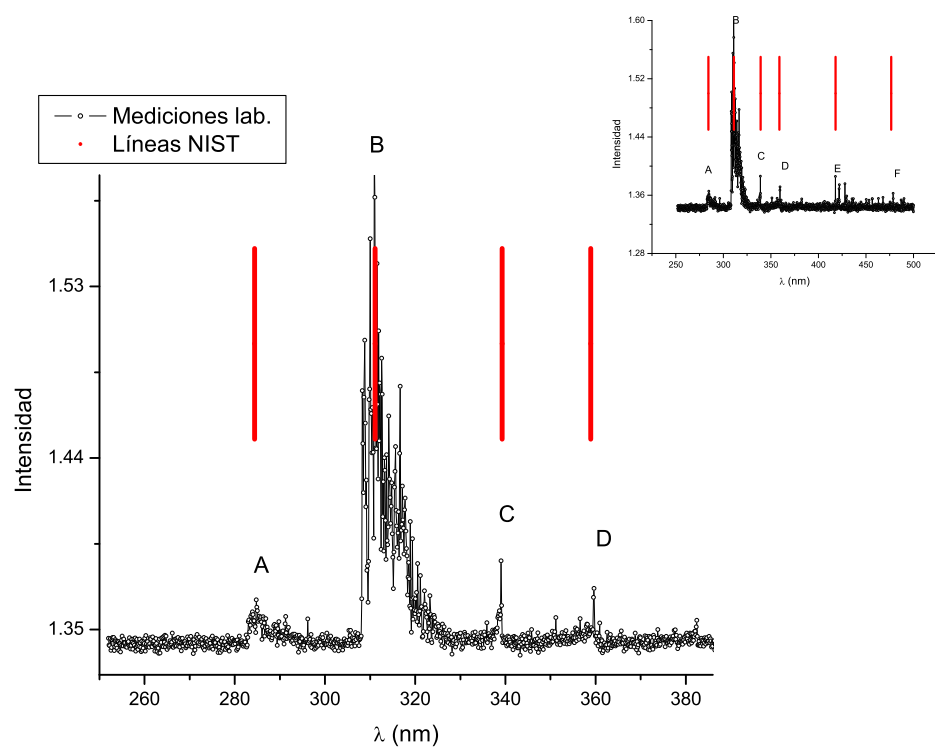 Mediciones lab.
Líneas NIST
B
A
C
D
1.53
1.44
1.35
Intensidad
260
280
300
320
340
360
380
λ (nm)
B
A
C
D
E
F
1.60
1.52
1.44
1.36
1.28
Intensidad
250
300
350
400
450
500
λ (nm)